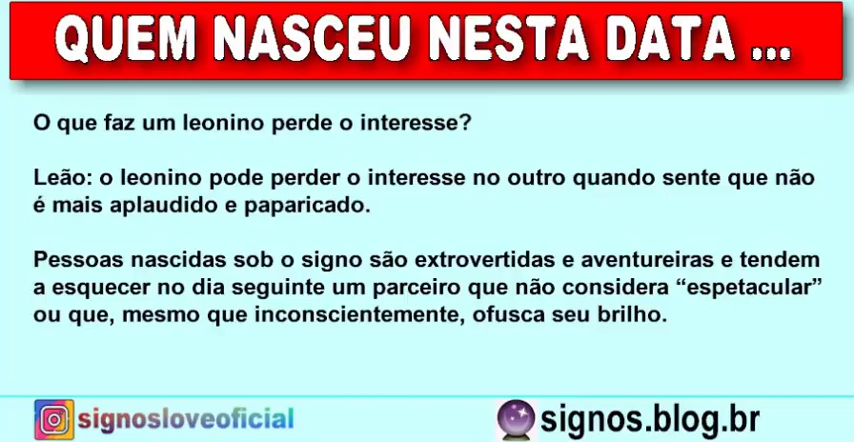 QUEM NASCEU NESTA DATA ...
O que faz um leonino perde o interesse?
Leão: o leonino pode perder o interesse no outro quando sente que não
é mais aplaudido e paparicado.
Pessoas nascidas sob o signo são extrovertidas e aventureiras e tendem
a esquecer no dia seguinte um parceiro que não considera “espetacular”
ou que, mesmo que inconscientemente, ofusca seu brilho.
signosloveoficial
signos.blog.br